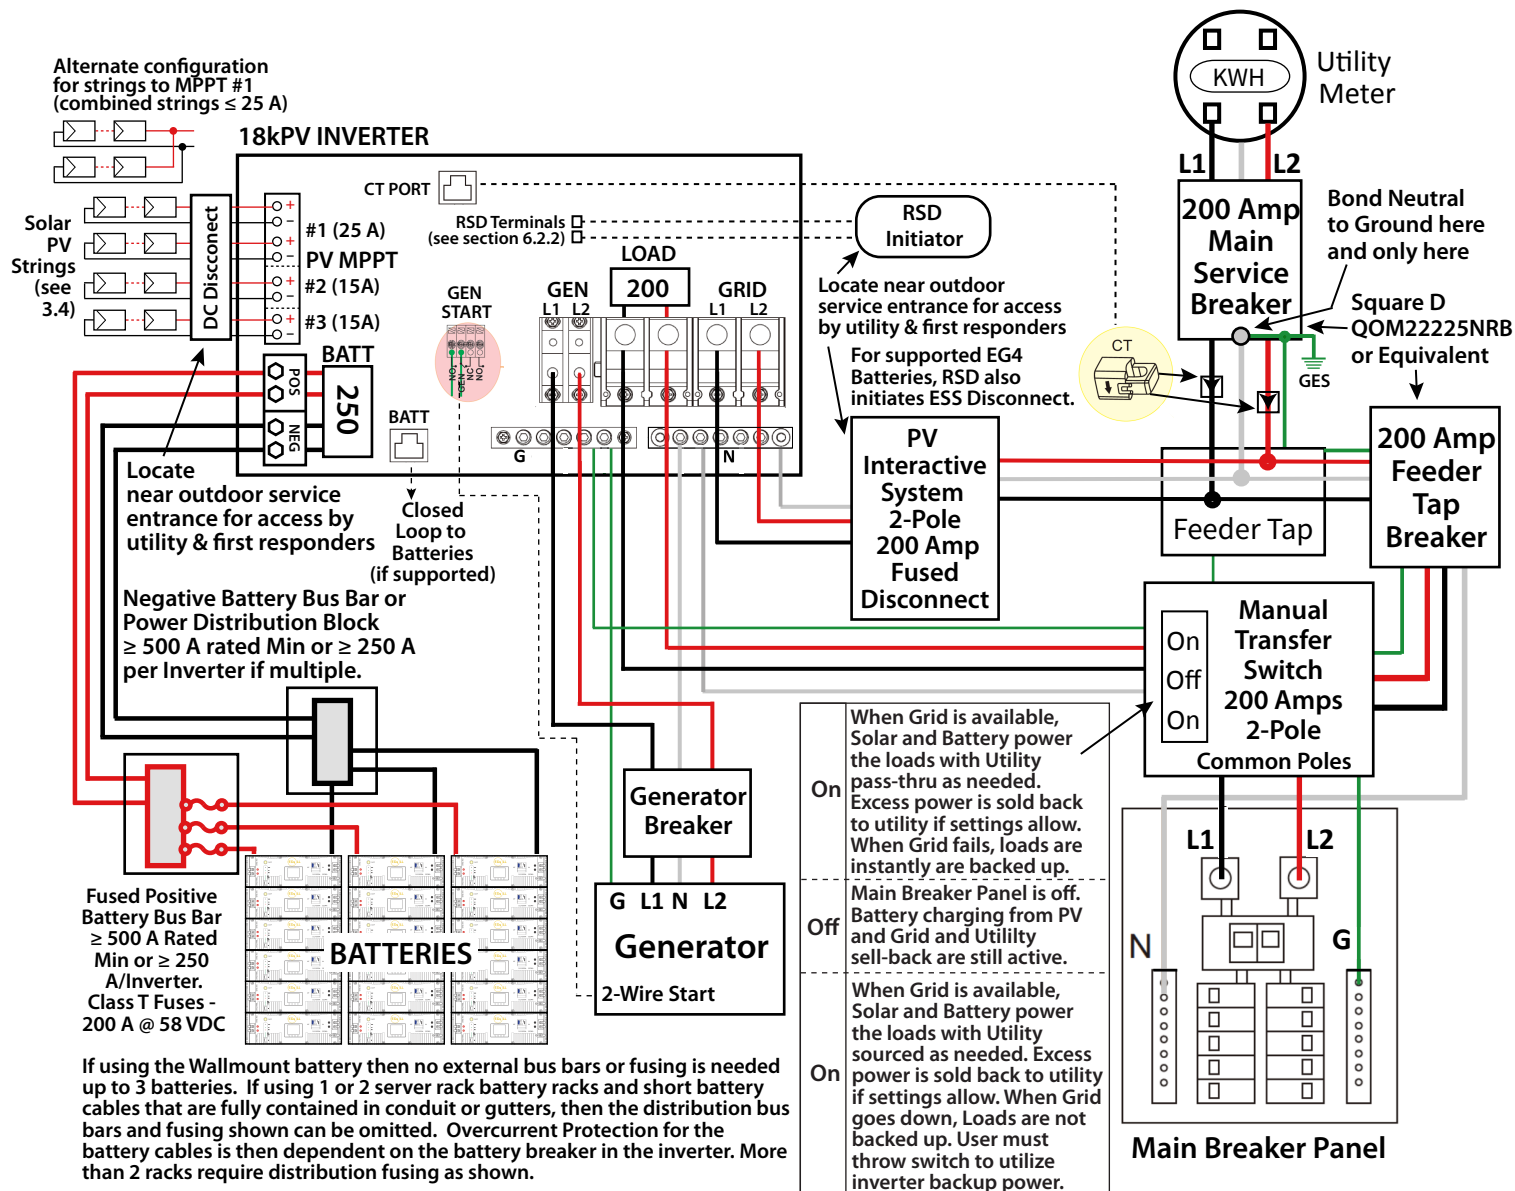 Alternate configuration
for strings to MPPT #1
(combined strings ≤ 25 A)
18kPV INVERTER
Solar
PV
Strings
(see
3.4)
DC Discconect
+
−
+
−
+
−
+
−
#1 (25 A)
PV MPPT
#2 (15A)
#3 (15A)
CT PORT
RSD Terminals
(see section 6.2.2)
RSD
Initiator
GEN
START
NO
GEN
NC
NO
GEN
L1 L2
LOAD
200
GRID
L1 L2
BATT
POS
NEG
250
BATT
G
N
Locate
near outdoor service
entrance for access by
utility & first responders
Closed
Loop to
Batteries
(if supported)
Locate near outdoor
service entrance for access
by utility & first responders
For supported EG4
Batteries, RSD also
initiates ESS Disconnect.
PV
Interactive
System
2-Pole
200 Amp
Fused
Disconnect
KWH
Utility
Meter
L1
L2
200 Amp
Main
Service
Breaker
Bond Neutral
to Ground here
and only here
Square D
QOM22225NRB
or Equivalent
GES
CT
Feeder Tap
200 Amp
Feeder
Tap
Breaker
Negative Battery Bus Bar or
Power Distribution Block
≥ 500 A rated Min or ≥ 250 A
per Inverter if multiple.
On
Off
On
Manual
Transfer
Switch
200 Amps
2-Pole
Common Poles
On
When Grid is available,
Solar and Battery power
the loads with Utility
pass-thru as needed.
Excess power is sold back
to utility if settings allow.
When Grid fails, loads are
instantly are backed up.
Off
Main Breaker Panel is off.
Battery charging from PV
and Grid and Utililty
sell-back are still active.
On
When Grid is available,
Solar and Battery power
the loads with Utility
sourced as needed. Excess
power is sold back to utility
if settings allow. When Grid
goes down, Loads are not
backed up. User must
throw switch to utilize
inverter backup power.
Generator
Breaker
G L1 N L2
Generator
2-Wire Start
Fused Positive
Battery Bus Bar
≥ 500 A Rated
Min or ≥ 250
A/Inverter.
Class T Fuses -
200 A @ 58 VDC
BATTERIES
L1
L2
N
G
Main Breaker Panel
If using the Wallmount battery then no external bus bars or fusing is needed
up to 3 batteries. If using 1 or 2 server rack battery racks and short battery
cables that are fully contained in conduit or gutters, then the distribution bus
bars and fusing shown can be omitted. Overcurrent Protection for the
battery cables is then dependent on the battery breaker in the inverter. More
than 2 racks require distribution fusing as shown.